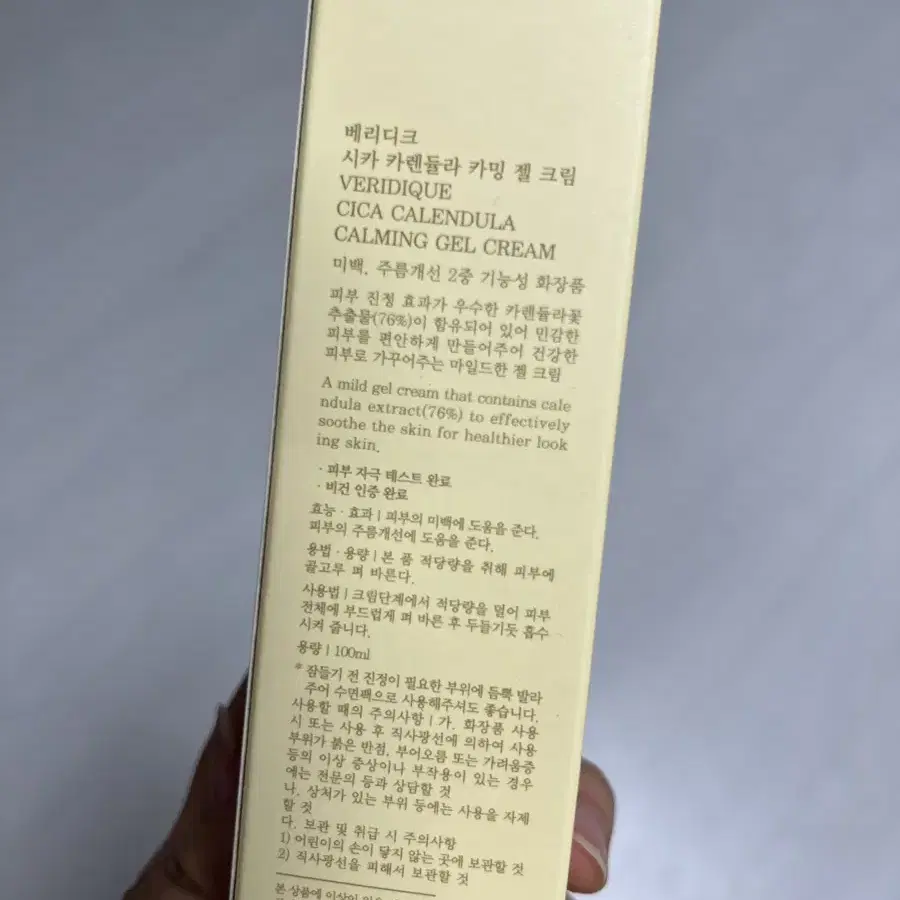 베리디크
시카 카렌듈라 카밍 젤 크림
VERIDIQUE
CICA CALENDULA
CALMING GEL CREAM
미백, 주름개선 2중 기능성 화장품
피부 진정 효과가 우수한 카렌듈라꽃
추출물(76%)이 함유되어 있어 민감한
피부를 편안하게 만들어주어 건강한
피부로 가꾸어주는 마일드한 젤 크림
A mild gel cream that contains cale
ndula extract(76%) to effectively
soothe the skin for healthier look
ing skin.
· 피부 자극 테스트 완료
· 비건 인증 완료
효능 · 효과 | 피부의 미백에 도움을 준다.
피부의 주름개선에 도움을 준다.
용법 · 용량 | 본 품 적당량을 취해 피부에
골고루 펴 바른다.
사용법 | 크림단계에서 적당량을 덜어 피부
전체에 부드럽게 펴 바른 후 두들기듯 흡수
시켜 줍니다.
용량 | 100ml
* 잠들기 전 진정이 필요한 부위에 듬뿍 발라
주어 수면팩으로 사용해주셔도 좋습니다.
사용할 때의 주의사항 | 가. 화장품 사용
시 또는 사용 후 직사광선에 의하여 사용
부위가 붉은 반점, 부어오름 또는 가려움증
등의 이상 증상이나 부작용이 있는 경우
에는 전문의 등과 상담할 것
나. 상처가 있는 부위 등에는 사용을 자제
할 것
다. 보관 및 취급 시 주의사항
1) 어린이의 손이 닿지 않는 곳에 보관할 것
2) 직사광선을 피해서 보관할 것
본 상품에 이상이